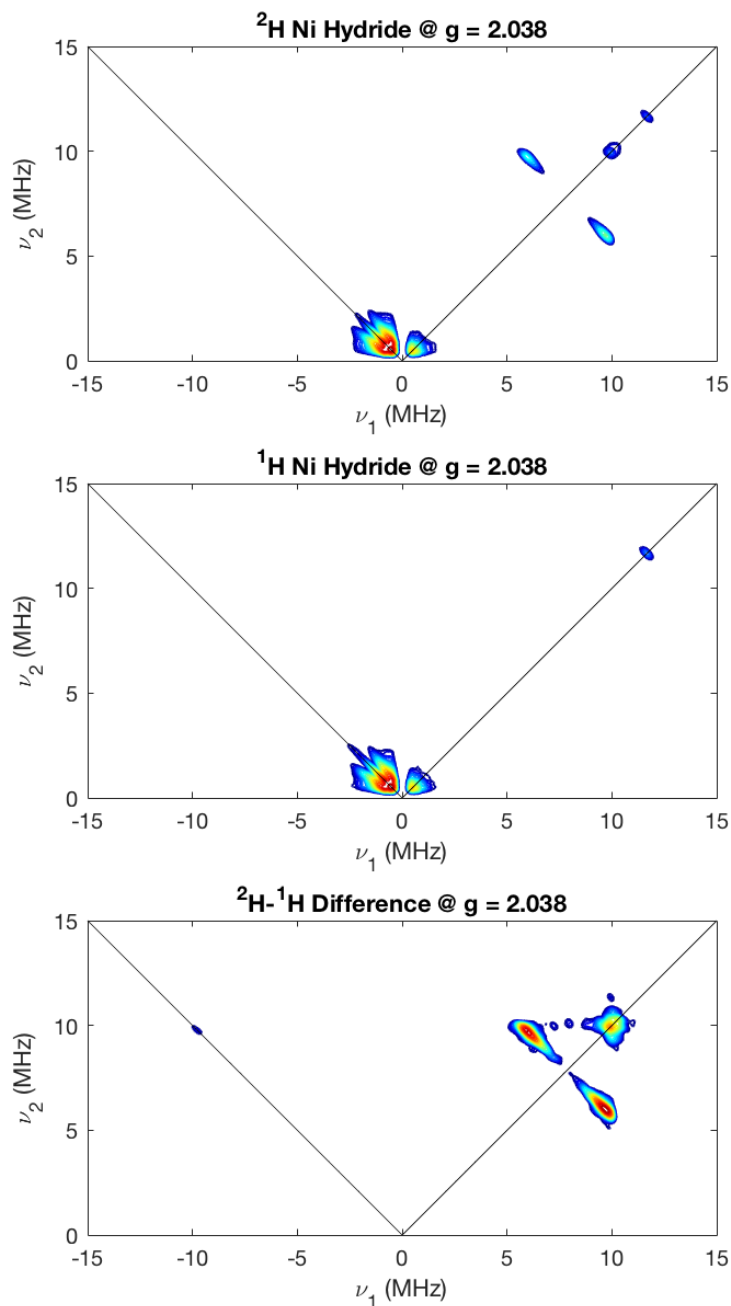 ²H Ni Hydride @ g = 2.038
15
10
5
0
ν₂ (MHz)
-15 -10 -5 0 5 10 15
ν₁ (MHz)
¹H Ni Hydride @ g = 2.038
15
10
5
0
ν₂ (MHz)
-15 -10 -5 0 5 10 15
ν₁ (MHz)
²H-¹H Difference @ g = 2.038
15
10
5
0
ν₂ (MHz)
-15 -10 -5 0 5 10 15
ν₁ (MHz)